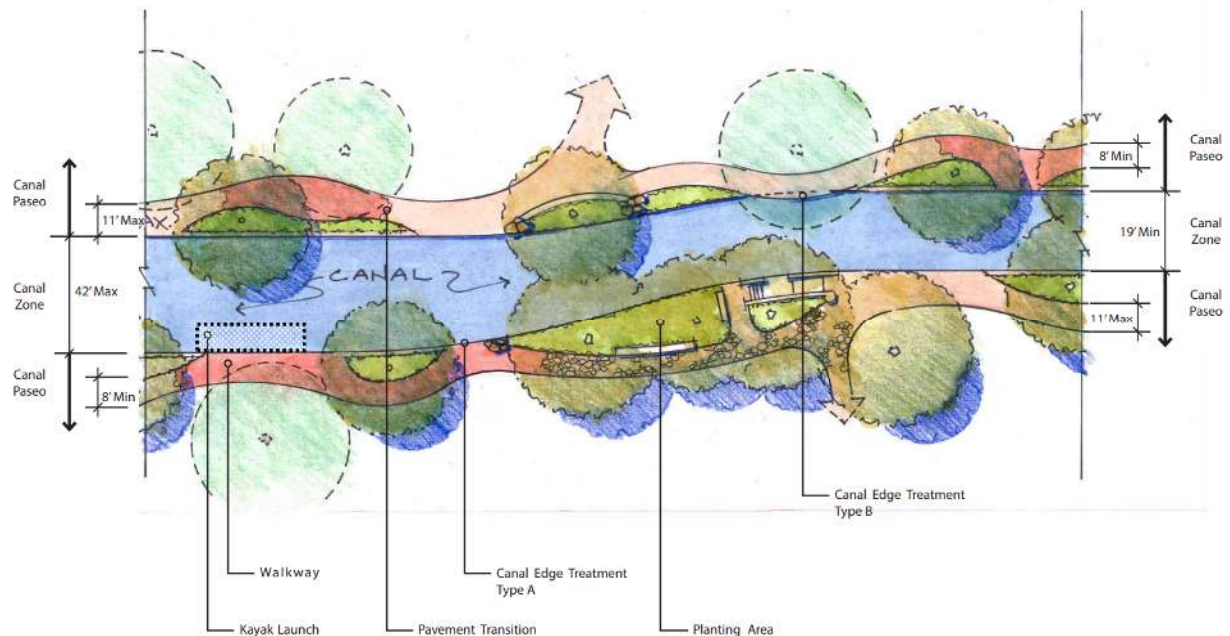 Canal
Paseo
11' Max
Canal
Zone
42' Max
Canal
Paseo
8' Min
CANAL
8' Min
Canal
Paseo
19' Min
Canal
Zone
11' Max
Canal
Paseo
Canal Edge Treatment
Type B
Walkway
Canal Edge Treatment
Type A
Kayak Launch
Pavement Transition
Planting Area